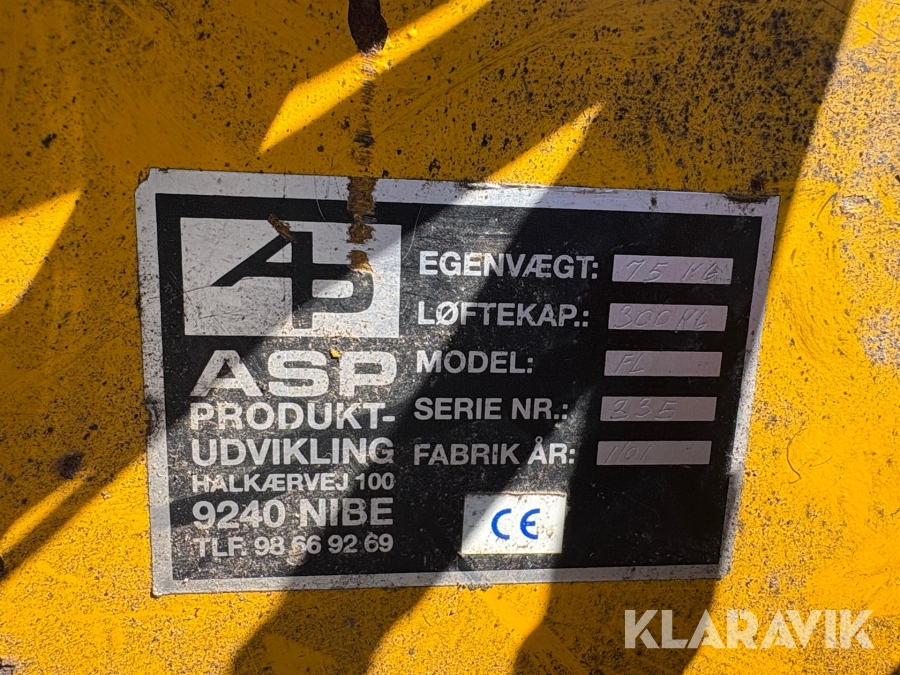 KLARAVIK
AP
ASP
PRODUKT-
UDVIKLING
HALKÆRVEJ 100
9240 NIBE
TLF. 98 66 92 69
EGENVÆGT: 75 KG
LØFTEKAP.: 300 KG
MODEL: FL
SERIE NR.:
FABRIK ÅR:
CE
KLARAVIK